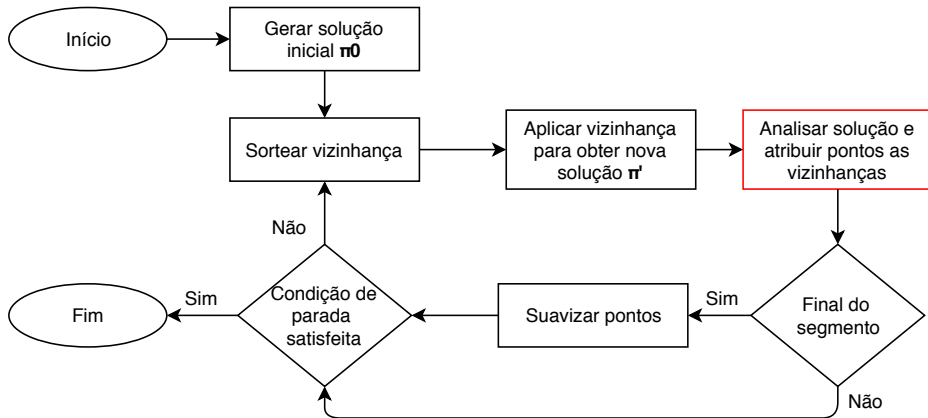 Início
Gerar solução
inicial π0
Sortear vizinhança
Aplicar vizinhança
para obter nova
solução π'
Analisar solução e
atribuir pontos as
vizinhanças
Não
Fim
Sim
Condição de
parada
satisfeita
Suavizar pontos
Sim
Final do
segmento
Não